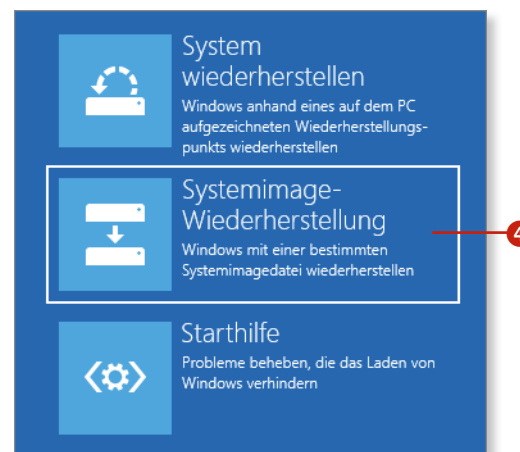 System
wiederherstellen
Windows anhand eines auf dem PC
aufgezeichneten Wiederherstellungs-
punkts wiederherstellen
Systemimage-
Wiederherstellung
Windows mit einer bestimmten
Systemimagedatei wiederherstellen
4
Starthilfe
Probleme beheben, die das Laden von
Windows verhindern